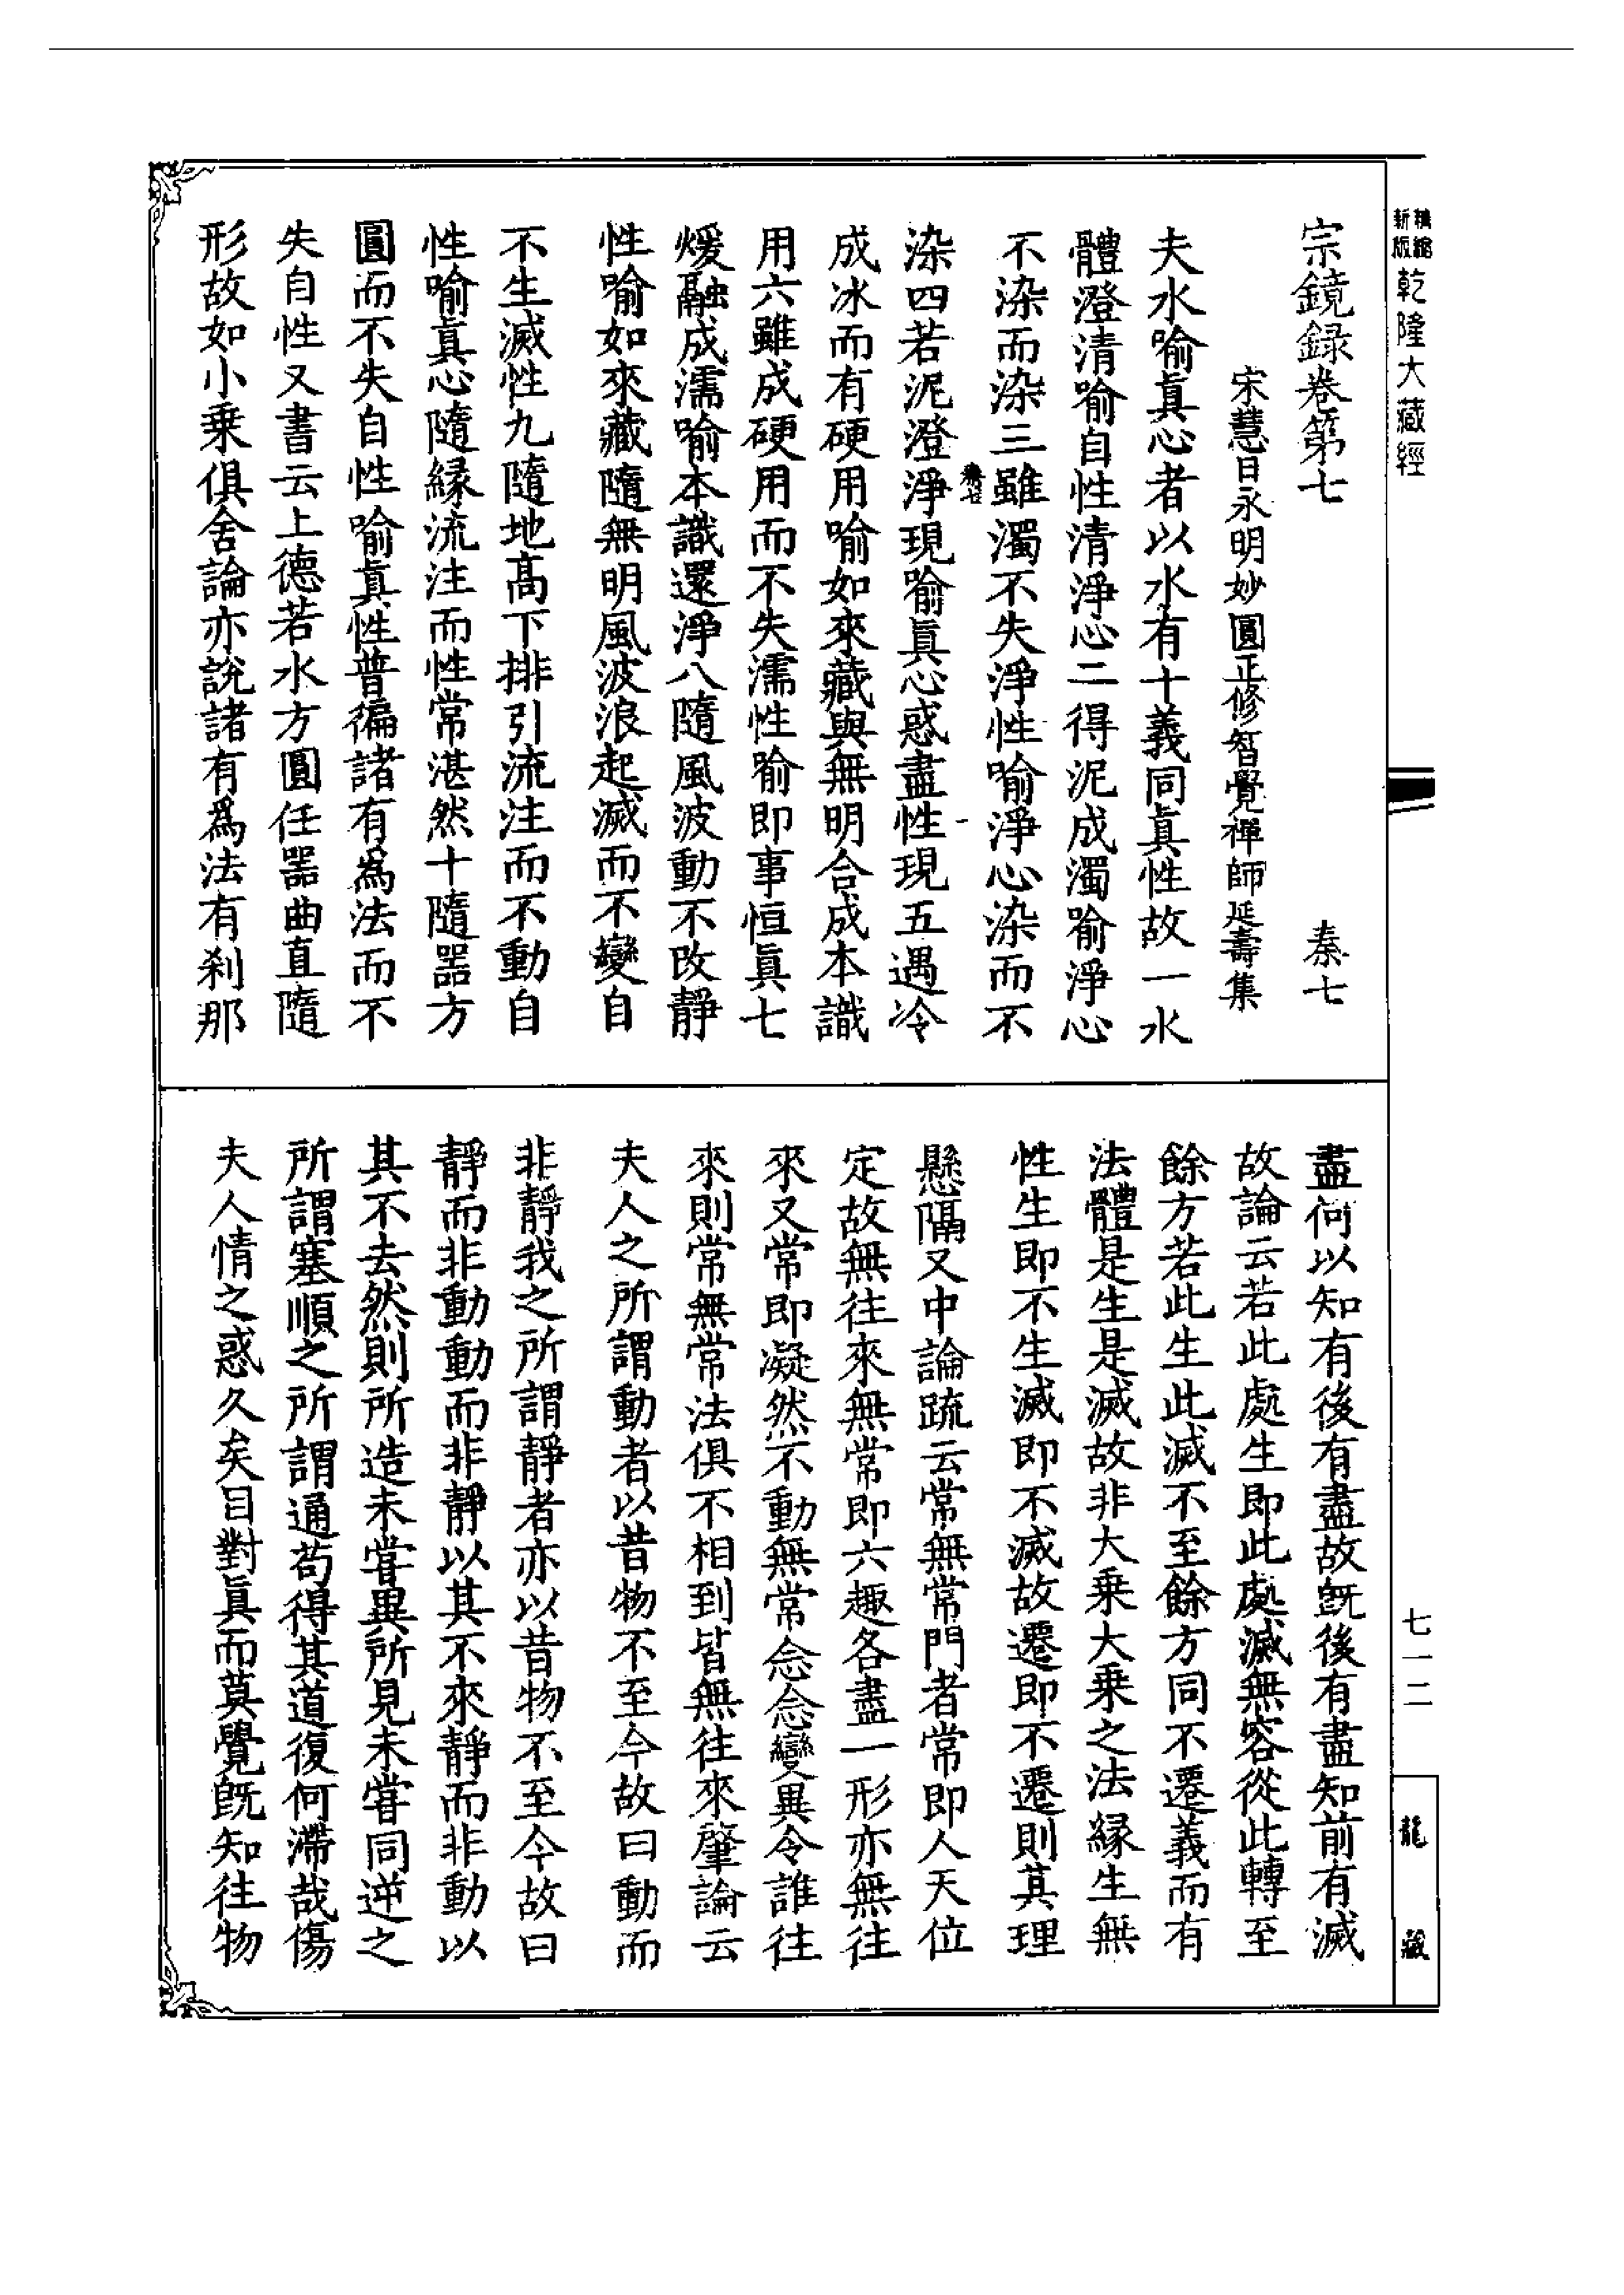 精縮新版乾隆大藏經
宗鏡録卷第七 秦七
宋慧日永明妙圓正修智覺禪師延壽集
夫水喻真心者以水有十義同真性故一水
體澄清喻自性清淨心二得泥成濁喻淨心
不染而染三雖濁不失淨性喻淨心染而不
染四若泥澄淨現喻真心惑盡性現五遇冷
成冰而有硬用喻如來藏與無明合成本識
用六雖成硬用而不失濡性喻即事恒真七
煖融成濡喻本識還淨八隨風波動不改靜
性喻如來藏隨無明風波浪起滅而不變自
不生滅性九隨地高下排引流注而不動自
性喻真心隨緣流注而性常湛然十隨器方
圓而不失自性喻真性普徧諸有爲法而不
失自性又書云上德若水方圓任器曲直隨
形故如小乗俱舍論亦說諸有爲法有剎那
盡何以知有後有盡故既後有盡知前有滅
故論云若此處生即此處滅無容從此轉至
餘方若此生此滅不至餘方同不遷義而有
法體是生是滅故非大乗大乗之法緣生無
性生即不生滅即不滅故遷即不遷則其理
懸隔又中論疏云常無常門者常即人天位
定故無往來無常即六趣各盡一形亦無往
來又常即凝然不動無常念念變異令誰往
來則常無常法俱不相到皆無往來肇論云
夫人之所謂動者以昔物不至今故曰動而
非靜我之所謂靜者亦以昔物不至今故曰
靜而非動動而非靜以其不來靜而非動以
其不去然則所造未甞異所見未甞同逆之
所謂塞順之所謂通苟得其道復何滯哉傷
夫人情之惑久矣目對真而莫覺既知往物
七一二
龍藏